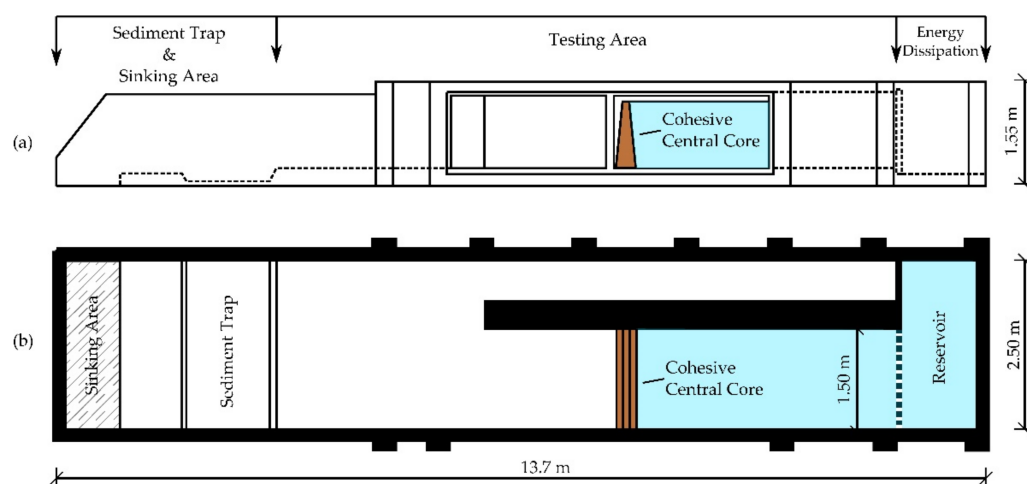 Sediment Trap
&
Sinking Area
Testing Area
Energy
Dissipation
(a)
Cohesive
Central Core
1.55 m
(b)
Sinking Area
Sediment Trap
Cohesive
Central Core
1.50 m
Reservoir
2.50 m
13.7 m